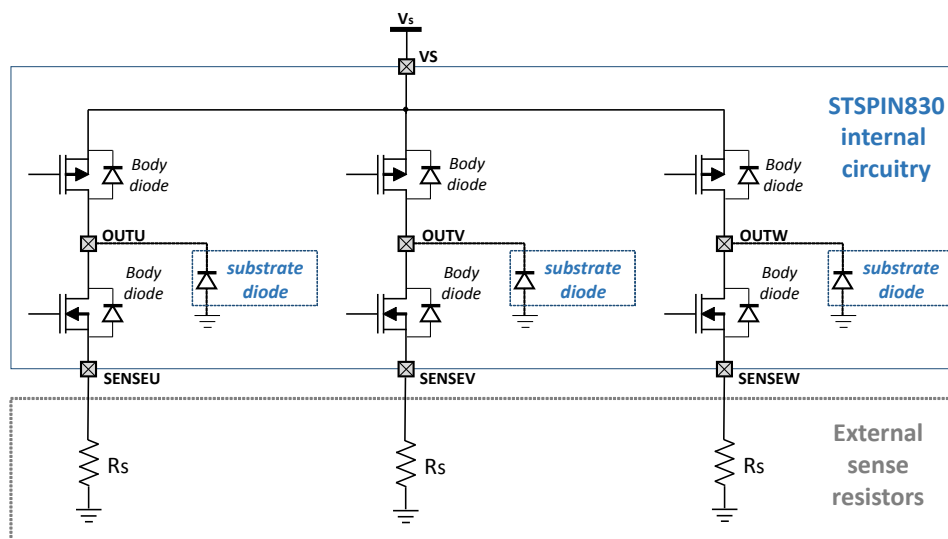 Vs
VS
STSPIN830
internal
circuitry
Body
diode
Body
diode
Body
diode
OUTU
OUTV
OUTW
substrate
diode
substrate
diode
substrate
diode
Body
diode
Body
diode
Body
diode
SENSEU
SENSEV
SENSEW
Rs
Rs
Rs
External
sense
resistors